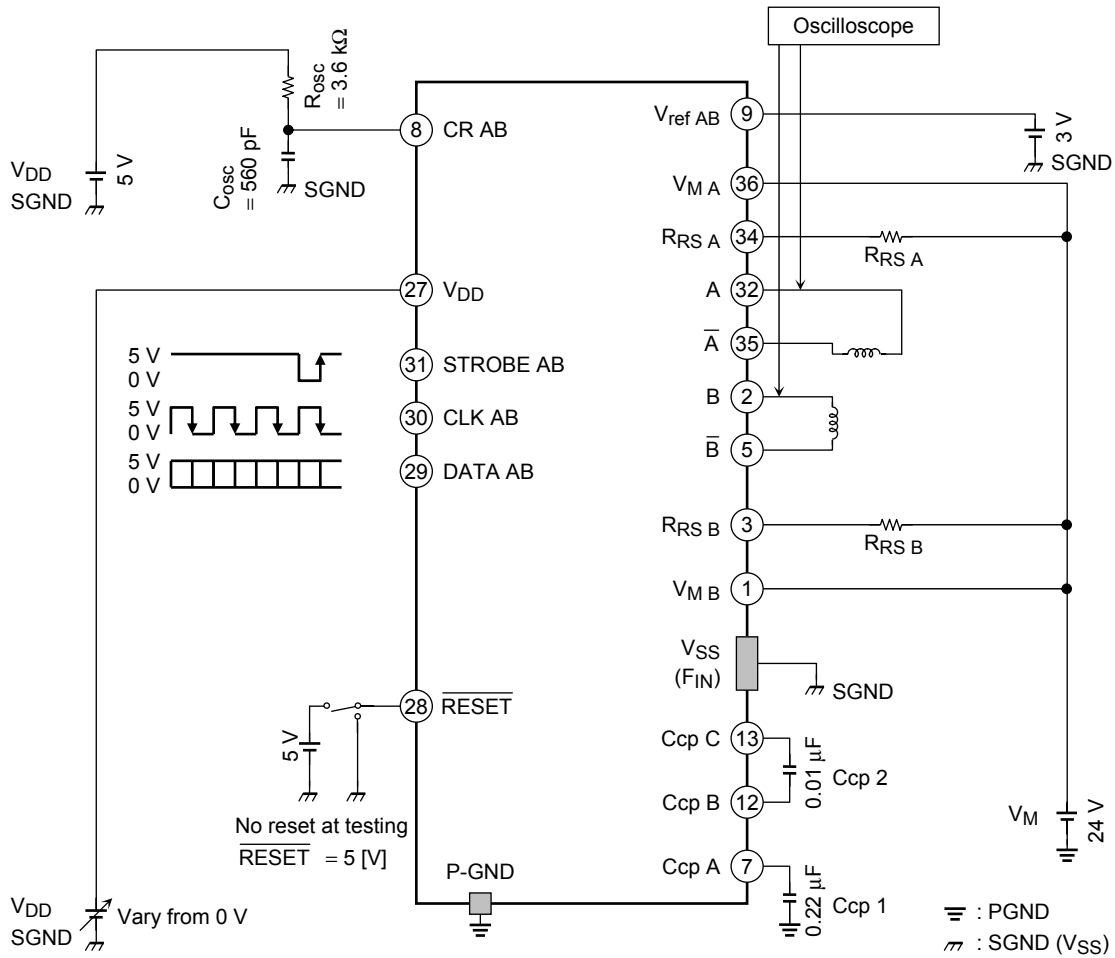 Oscilloscope
Rosc
= 3.6 kΩ
Cosc
= 560 pF
SGND
VDD
SGND
5 V
8
CR AB
Vref AB
9
3 V
SGND
VM A
36
RRS A
34
RRS A
A
32
A̅
35
B
2
B̅
5
RRS B
3
RRS B
VM B
1
VSS
(FIN)
SGND
27
VDD
5 V
0 V
31
STROBE AB
5 V
0 V
30
CLK AB
5 V
0 V
29
DATA AB
28
RESET
5 V
No reset at testing
RESET = 5 [V]
Ccp C
13
Ccp B
12
0.01 μF
Ccp 2
Ccp A
7
0.22 μF
Ccp 1
VM
24 V
P-GND
VDD
SGND
Vary from 0 V
: PGND
: SGND (VSS)